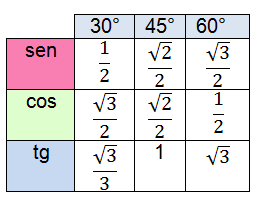 30° 45° 60°
sen 1/2 √2/2 √3/2
cos √3/2 √2/2 1/2
tg √3/3 1 √3